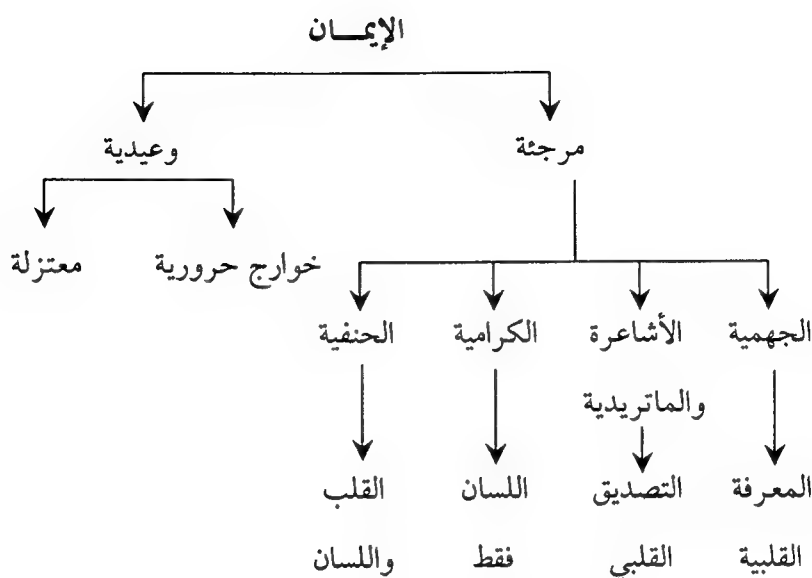 الإيمـــان
مرجئة وعيدية
خوارج حرورية معتزلة
الجهمية الأشاعرة الكرامية الحنفية
والماتريدية
المعرفة التصديق اللسان القلب
القلبية القلبي فقط واللسان